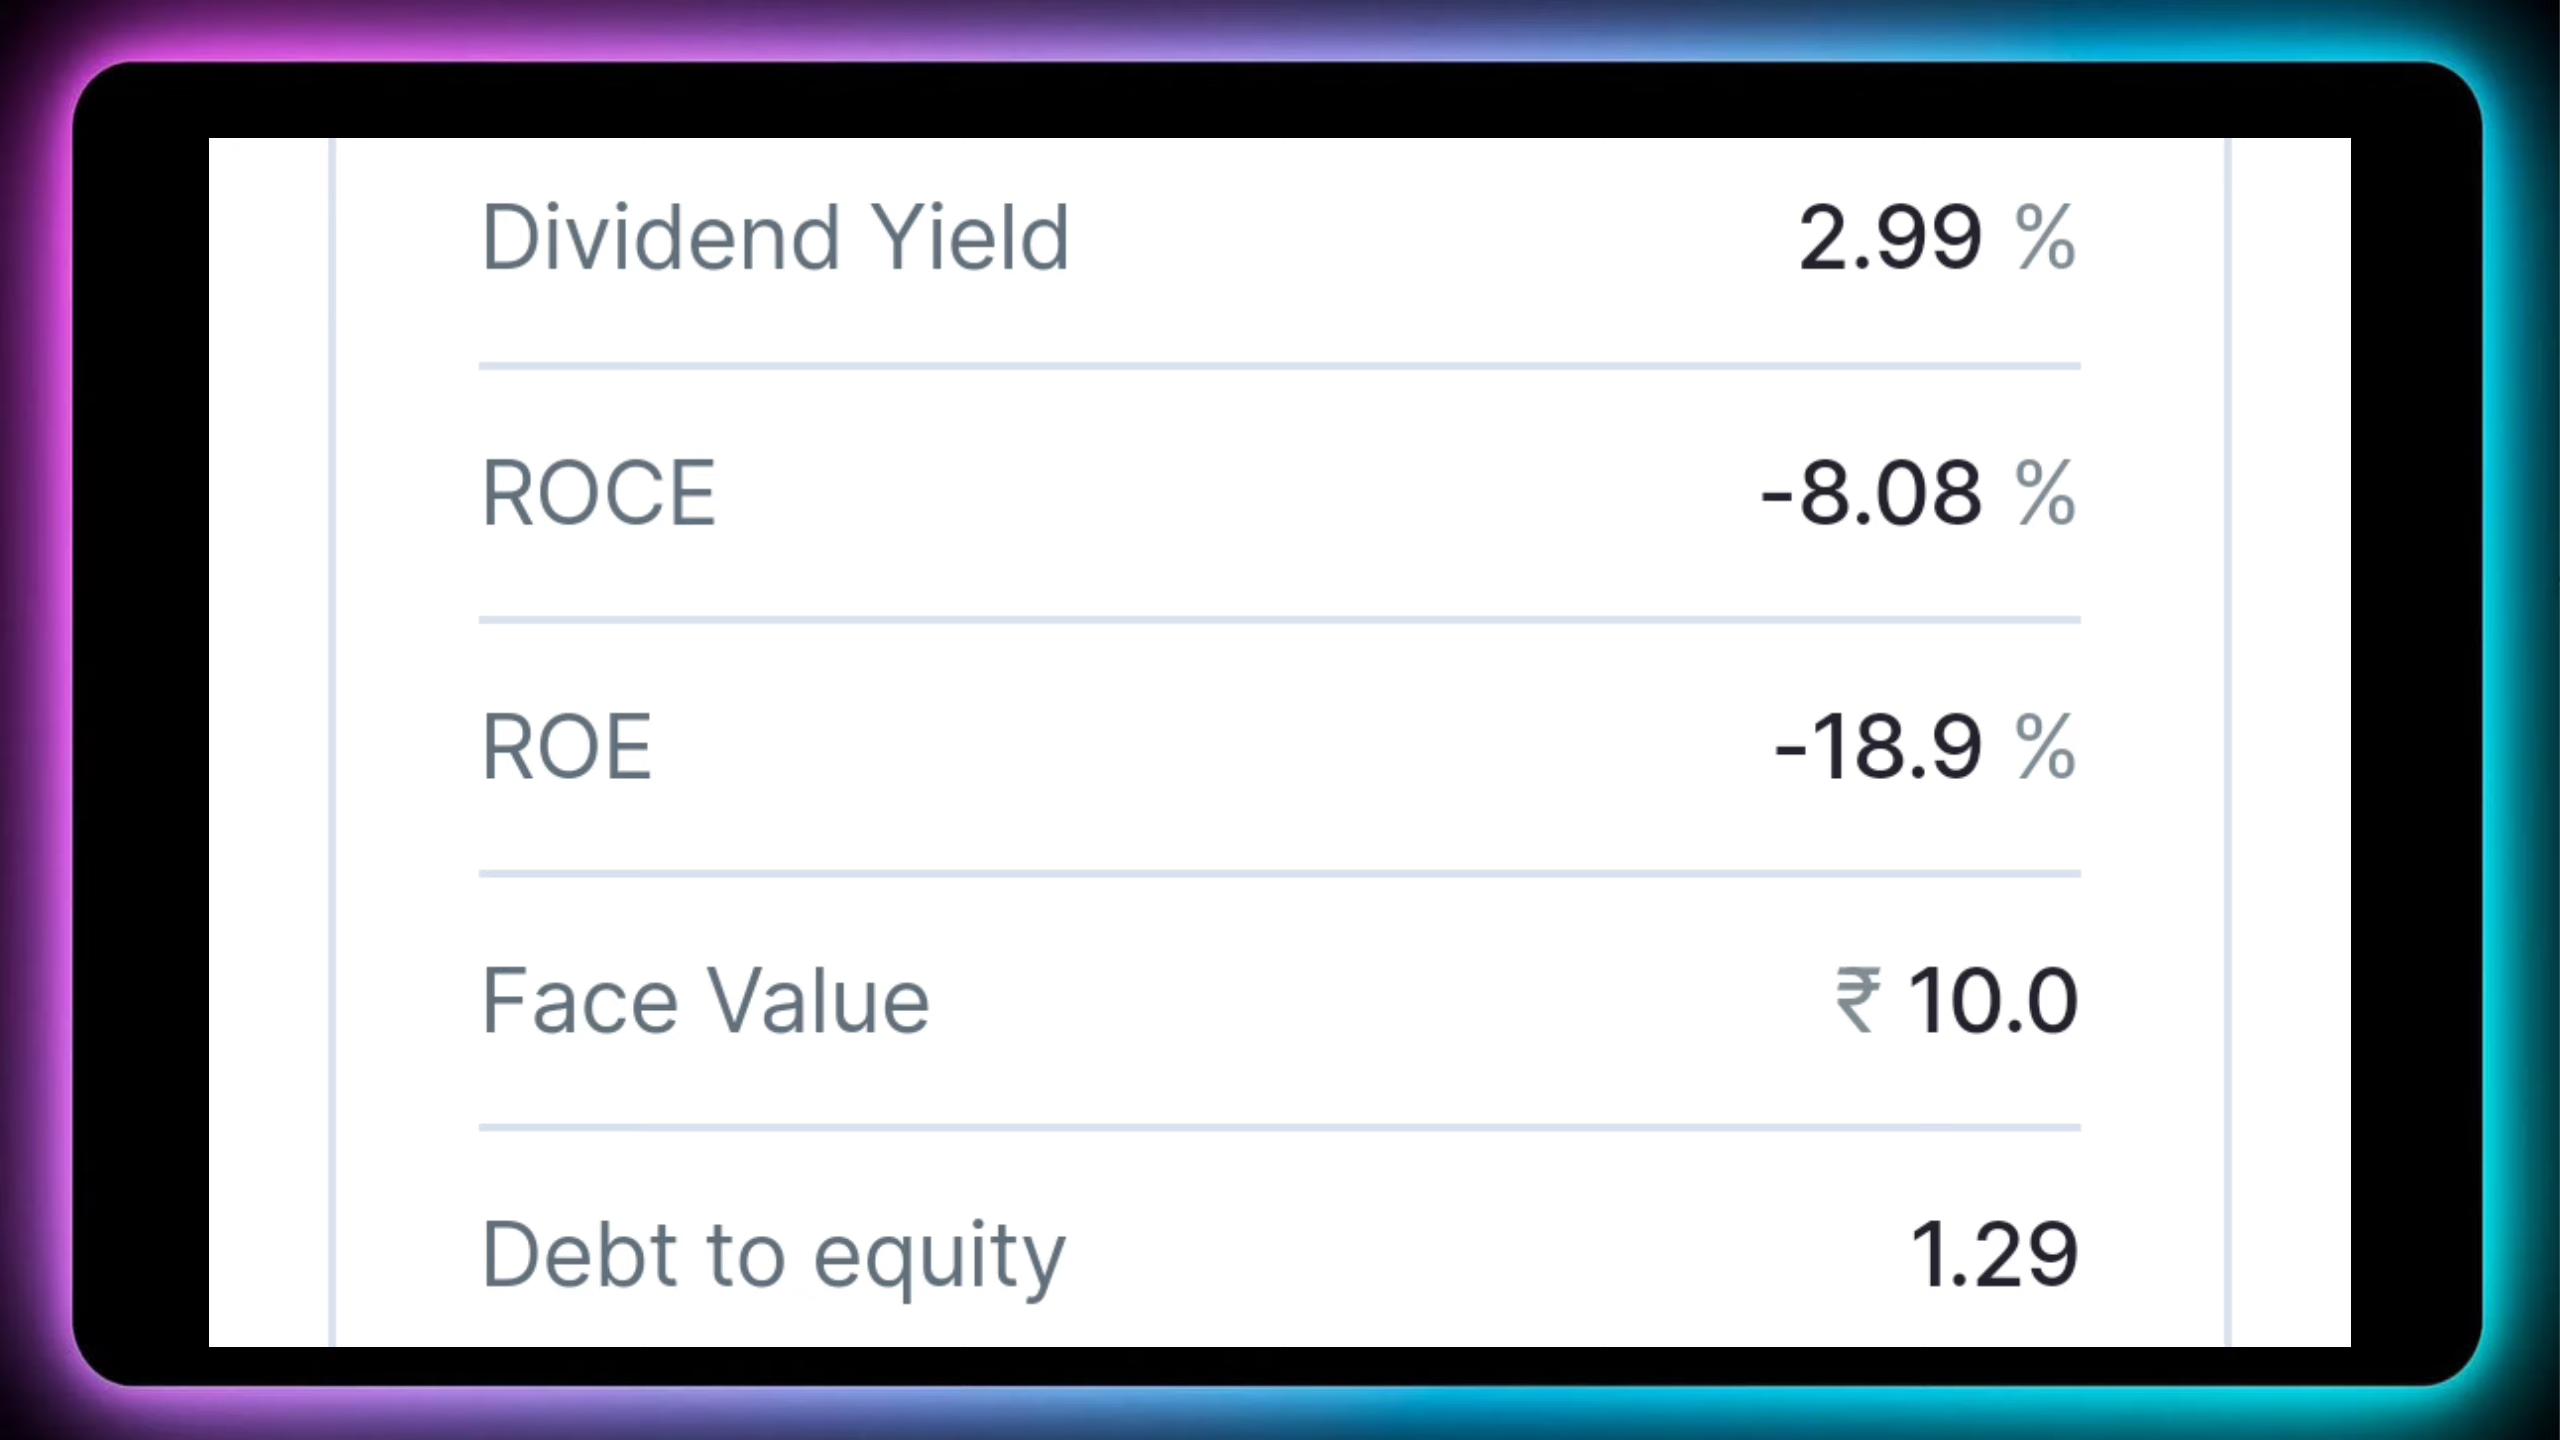 Dividend Yield 2.99 %
ROCE -8.08 %
ROE -18.9 %
Face Value ₹ 10.0
Debt to equity 1.29